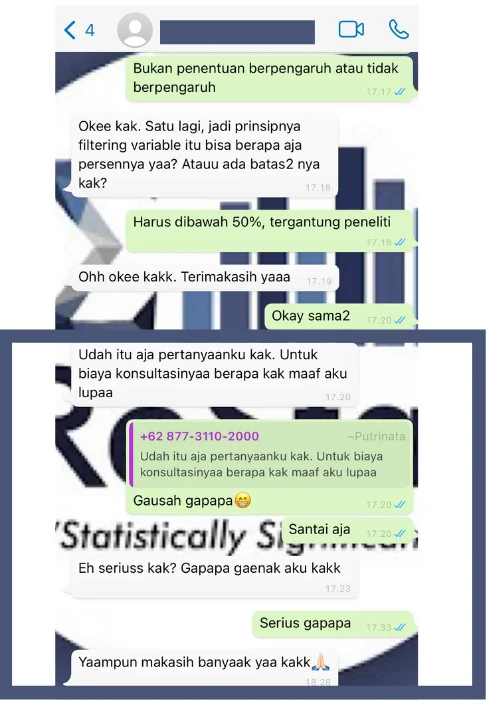 4
Bukan penentuan berpengaruh atau tidak
berpengaruh
17.17
Okee kak. Satu lagi, jadi prinsipnya
filtering variable itu bisa berapa aja
persennya yaa? Atauu ada batas2 nya
kak?
17.18
Harus dibawah 50%, tergantung peneliti
17.18
Ohh okee kakk. Terimakasih yaaa 17.19
Okay sama2 17.20
Udah itu aja pertanyaanku kak. Untuk
biaya konsultasinyaa berapa kak maaf aku
lupaa
17.20
+62 877-3110-2000 ~Putrinata
Udah itu aja pertanyaanku kak. Untuk biaya
konsultasinyaa berapa kak maaf aku lupaa
Gausah gapapa😁 17.20
"Statistically
Santai aja 17.20
Eh seriuss kak? Gapapa gaenak aku kakk
17.23
Serius gapapa 17.33
Yaampun makasih banyaak yaa kakk🙏🏻
18.28